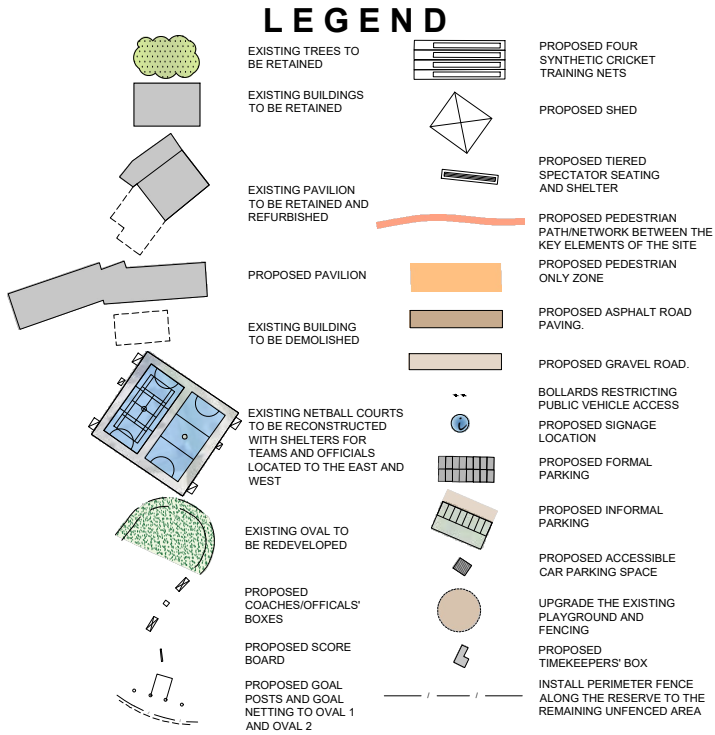 LEGEND
EXISTING TREES TO
BE RETAINED
EXISTING BUILDINGS
TO BE RETAINED
EXISTING PAVILION
TO BE RETAINED AND
REFURBISHED
PROPOSED PAVILION
EXISTING BUILDING
TO BE DEMOLISHED
EXISTING NETBALL COURTS
TO BE RECONSTRUCTED
WITH SHELTERS FOR
TEAMS AND OFFICIALS
LOCATED TO THE EAST AND
WEST
EXISTING OVAL TO
BE REDEVELOPED
PROPOSED
COACHES/OFFICALS'
BOXES
PROPOSED SCORE
BOARD
PROPOSED GOAL
POSTS AND GOAL
NETTING TO OVAL 1
AND OVAL 2
PROPOSED FOUR
SYNTHETIC CRICKET
TRAINING NETS
PROPOSED SHED
PROPOSED TIERED
SPECTATOR SEATING
AND SHELTER
PROPOSED PEDESTRIAN
PATH/NETWORK BETWEEN THE
KEY ELEMENTS OF THE SITE
PROPOSED PEDESTRIAN
ONLY ZONE
PROPOSED ASPHALT ROAD
PAVING.
PROPOSED GRAVEL ROAD.
BOLLARDS RESTRICTING
PUBLIC VEHICLE ACCESS
i
PROPOSED SIGNAGE
LOCATION
PROPOSED FORMAL
PARKING
PROPOSED INFORMAL
PARKING
PROPOSED ACCESSIBLE
CAR PARKING SPACE
UPGRADE THE EXISTING
PLAYGROUND AND
FENCING
PROPOSED
TIMEKEEPERS' BOX
INSTALL PERIMETER FENCE
ALONG THE RESERVE TO THE
REMAINING UNFENCED AREA